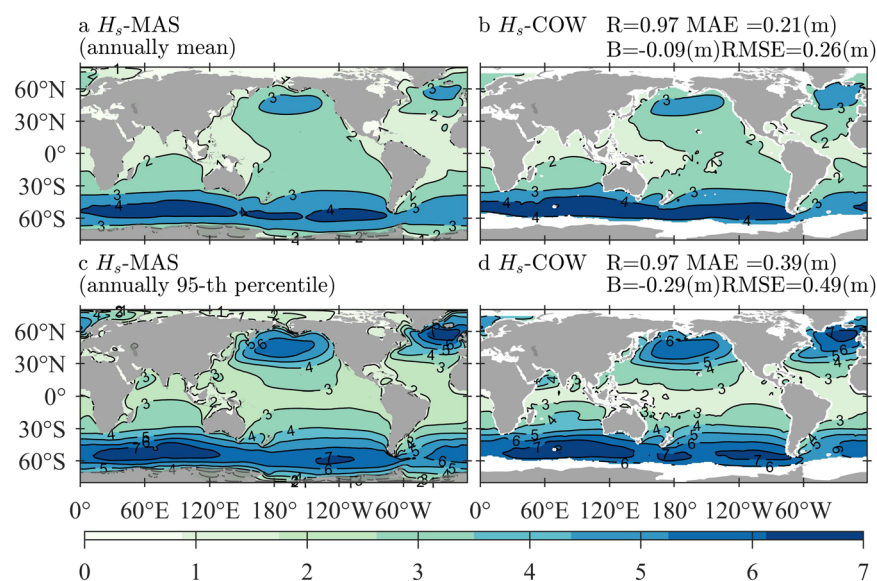 a Hs-MAS
(annually mean)
b Hs-COW R=0.97 MAE =0.21(m)
B=-0.09(m)RMSE=0.26(m)
60°N
30°N
0°
30°S
60°S
c Hs-MAS
(annually 95-th percentile)
d Hs-COW R=0.97 MAE =0.39(m)
B=-0.29(m)RMSE=0.49(m)
60°N
30°N
0°
30°S
60°S
0° 60°E 120°E 180° 120°W 60°W 0° 60°E 120°E 180° 120°W 60°W
0 1 2 3 4 5 6 7